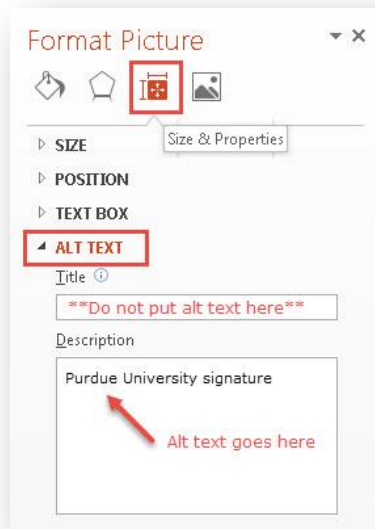 Format Picture
Size & Properties
SIZE
POSITION
TEXT BOX
ALT TEXT
Title
**Do not put alt text here**
Description
Purdue University signature
Alt text goes here